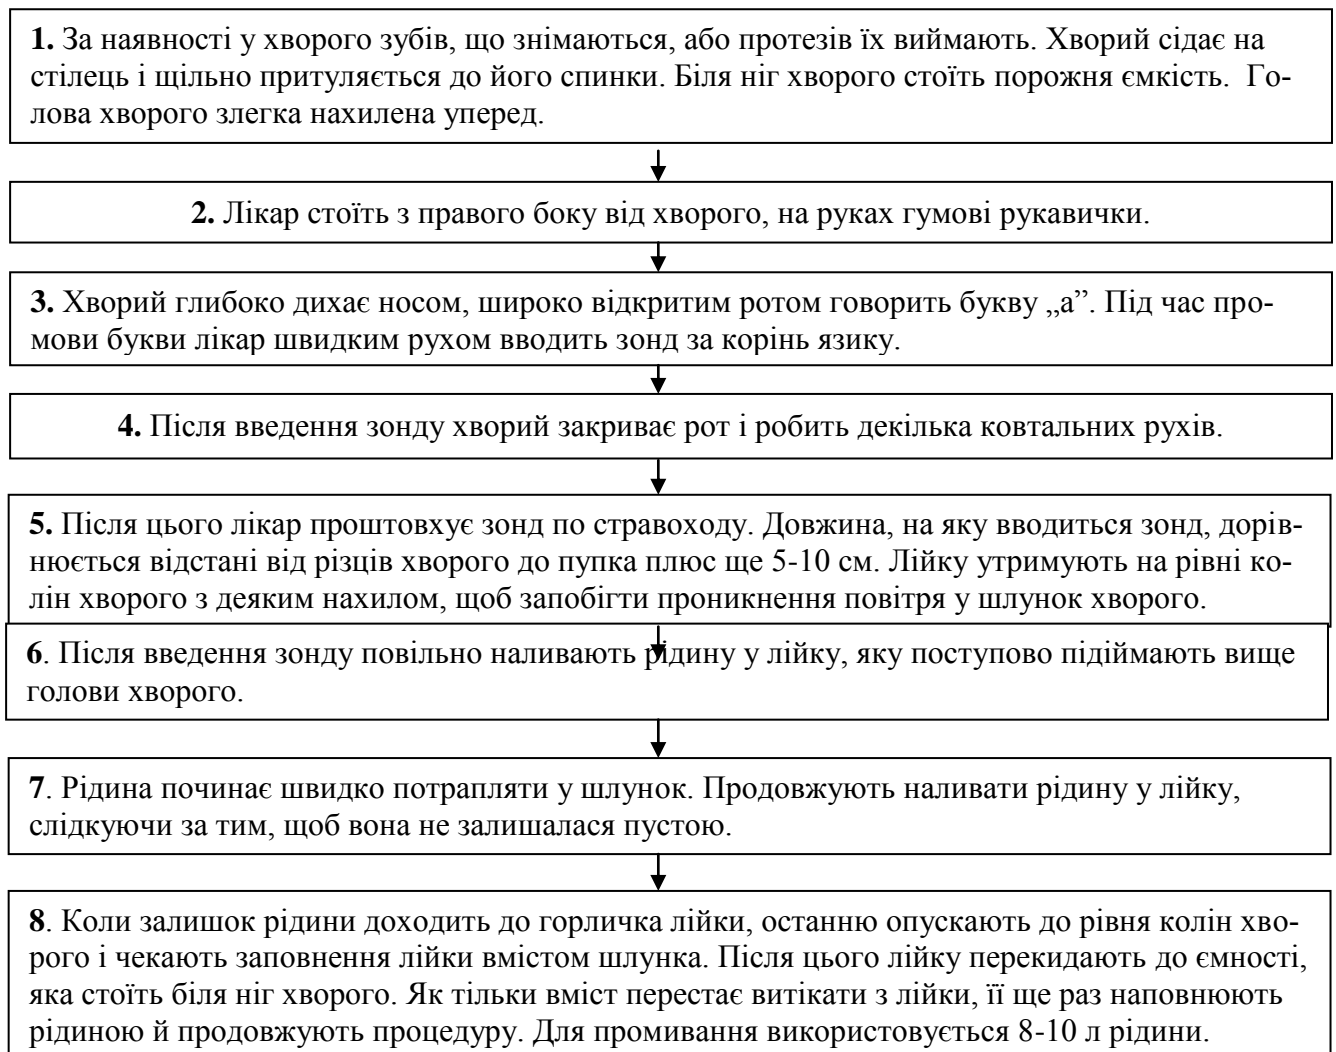 1. За наявності у хворого зубів, що знімаються, або протезів їх виймають. Хворий сідає на
стілець і щільно притуляється до його спинки. Біля ніг хворого стоїть порожня ємкість. Го-
лова хворого злегка нахилена уперед.
2. Лікар стоїть з правого боку від хворого, на руках гумові рукавички.
3. Хворий глибоко дихає носом, широко відкритим ротом говорить букву „а”. Під час про-
мови букви лікар швидким рухом вводить зонд за корінь язику.
4. Після введення зонду хворий закриває рот і робить декілька ковтальних рухів.
5. Після цього лікар проштовхує зонд по стравоходу. Довжина, на яку вводиться зонд, дорів-
нюється відстані від різців хворого до пупка плюс ще 5-10 см. Лійку утримують на рівні ко-
лін хворого з деяким нахилом, щоб запобігти проникнення повітря у шлунок хворого.
6. Після введення зонду повільно наливають рідину у лійку, яку поступово підіймають вище
голови хворого.
7. Рідина починає швидко потрапляти у шлунок. Продовжують наливати рідину у лійку,
слідкуючи за тим, щоб вона не залишалася пустою.
8. Коли залишок рідини доходить до горличка лійки, останню опускають до рівня колін хво-
рого і чекають заповнення лійки вмістом шлунка. Після цього лійку перекидають до ємності,
яка стоїть біля ніг хворого. Як тільки вміст перестає витікати з лійки, її ще раз наповнюють
рідиною й продовжують процедуру. Для промивання використовується 8-10 л рідини.